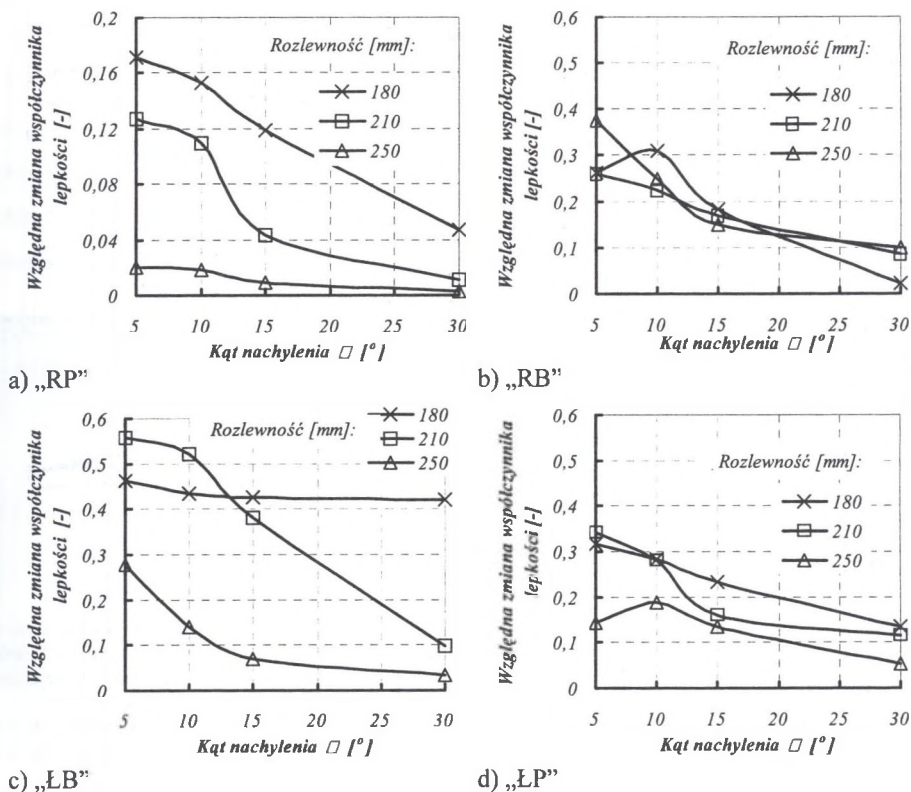 Względna zmiana współczynnika
lepkości [-]
0,2
0,16
0,12
0,08
0,04
0
Rozlewność [mm]:
180
210
250
5 10 15 20 25 30
Kąt nachylenia □ [°]
a) „RP”
Względna zmiana współczynnika
lepkości [-]
0,6
0,5
0,4
0,3
0,2
0,1
0
Rozlewność [mm]:
180
210
250
5 10 15 20 25 30
Kąt nachylenia □ [°]
b) „RB”
Względna zmiana współczynnika
lepkości [-]
0,6
0,5
0,4
0,3
0,2
0,1
0
Rozlewność [mm]:
180
210
250
5 10 15 20 25 30
Kąt nachylenia □ [°]
c) „ŁB”
Względna zmiana współczynnika
lepkości [-]
0,6
0,5
0,4
0,3
0,2
0,1
0
Rozlewność [mm]:
180
210
250
5 10 15 20 25 30
Kąt nachylenia □ [°]
d) „ŁP”